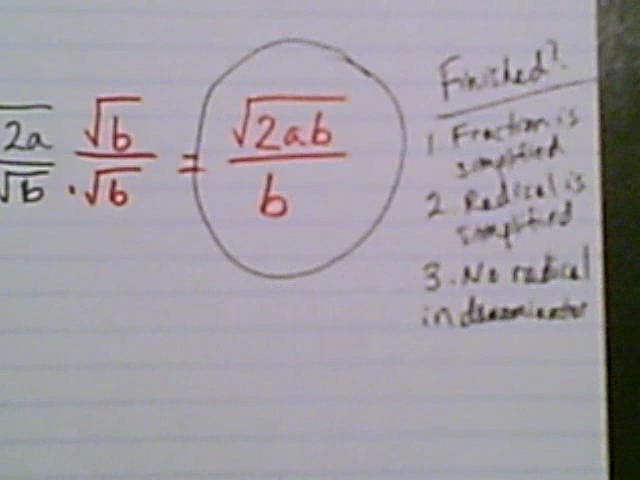 √2a/√b · √b/√b = √2ab/b
Finished?
1. Fraction is
simplified
2. Radical is
simplified
3. No radical
in denominator